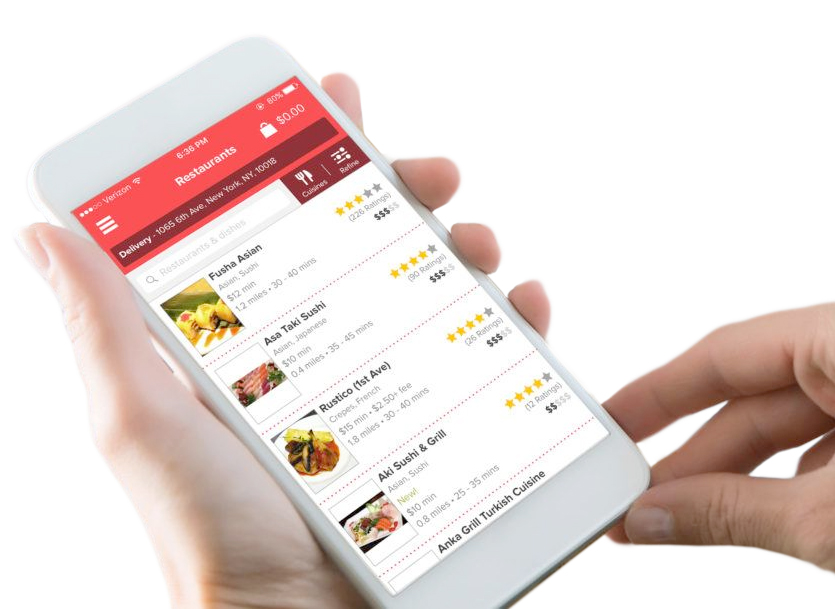 Verizon 6:36 PM 80%
Restaurants $0.00
Delivery - 1065 6th Ave, New York, NY, 10018
Restaurants & dishes
Cuisines
Refine
Fusha Asian
Asian, Sushi
$12 min
1.2 miles • 30 - 40 mins
(226 Ratings)
$$$$$
Asa Taki Sushi
Asian, Japanese
$10 min
0.4 miles • 35 - 45 mins
(90 Ratings)
$$$$$
Rustico (1st Ave)
Crepes, French
$15 min • $2.50+ fee
1.8 miles • 30 - 40 mins
(26 Ratings)
$$$$$
Aki Sushi & Grill
Asian, Sushi
New!
$10 min
0.8 miles • 25 - 35 mins
(12 Ratings)
$$$$$
Anka Grill Turkish Cuisine